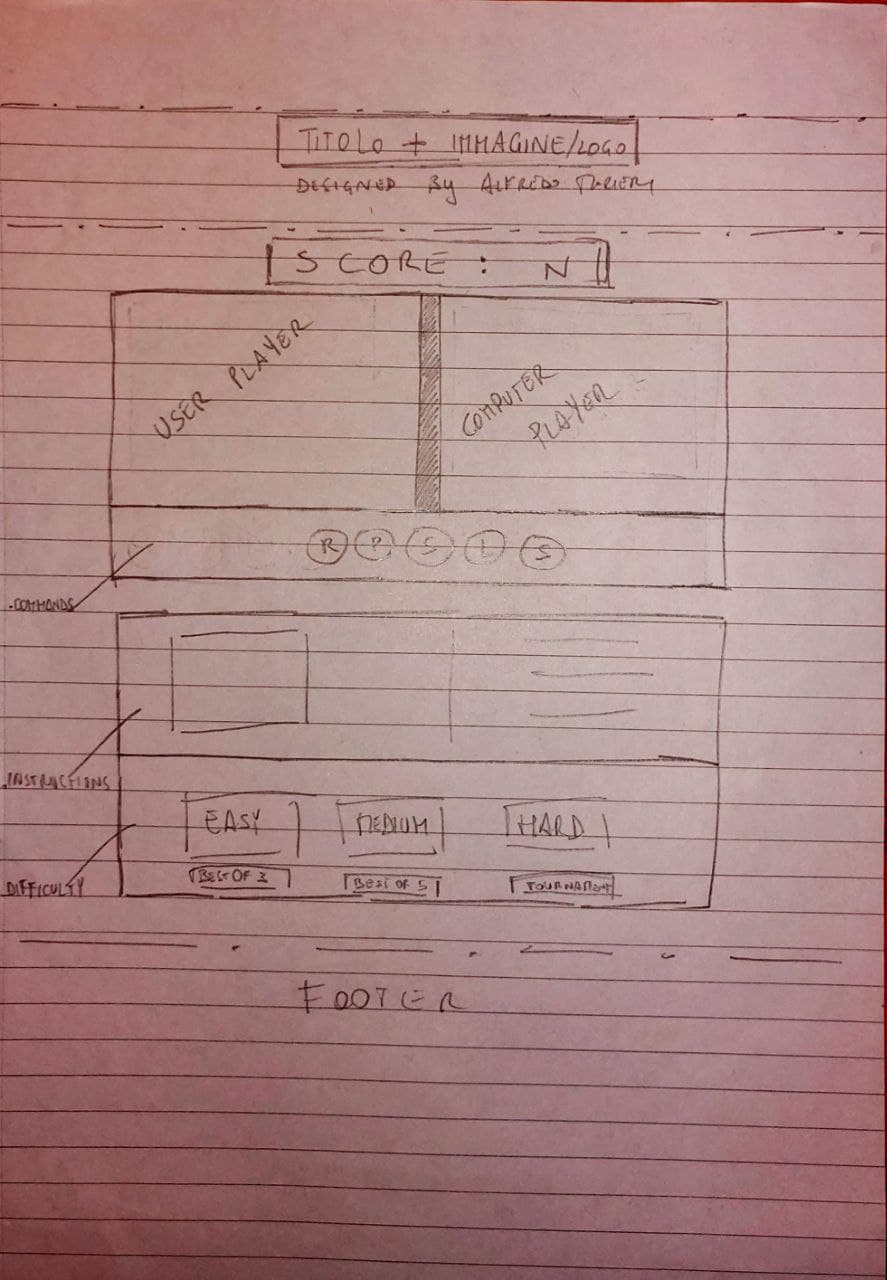 TITOLO + IMMAGINE/LOGO
DESIGNED By ALFREDO
SCORE: N
USER PLAYER
COMPUTER
PLAYER
R P S L S
.COMMANDS
.INSTRUCTIONS
EASY MEDIUM HARD
DIFFICULTY
BEST OF 3 BEST OF 5 TOURNAMENT
FOOTER